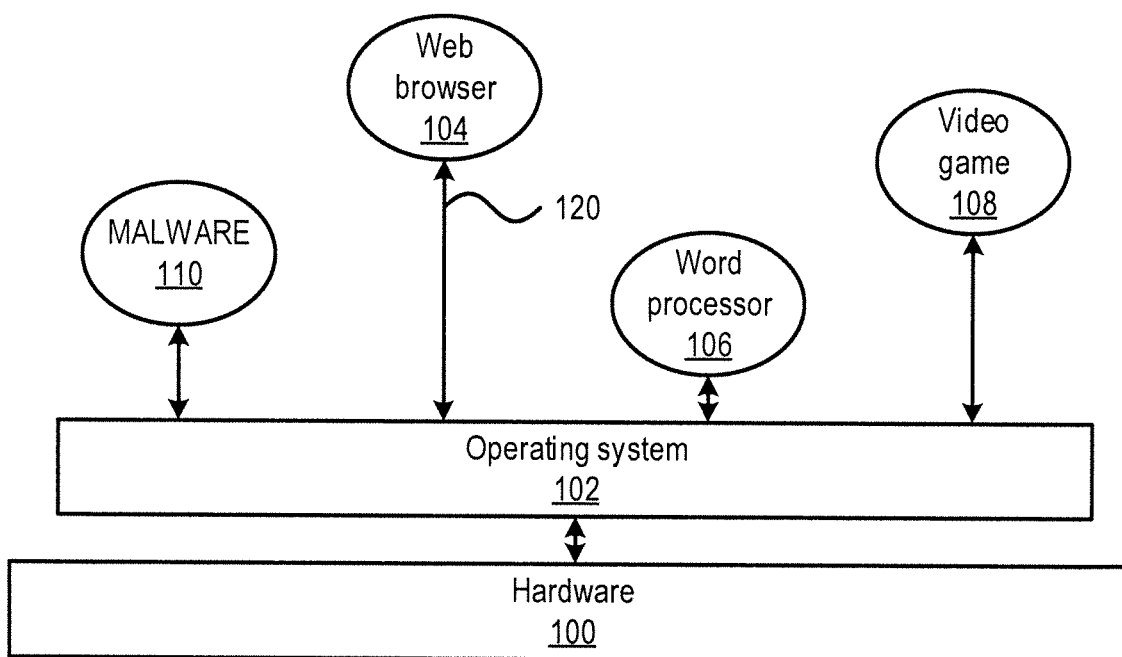 Web
browser
104
Video
game
108
120
MALWARE
110
Word
processor
106
Operating system
102
Hardware
100